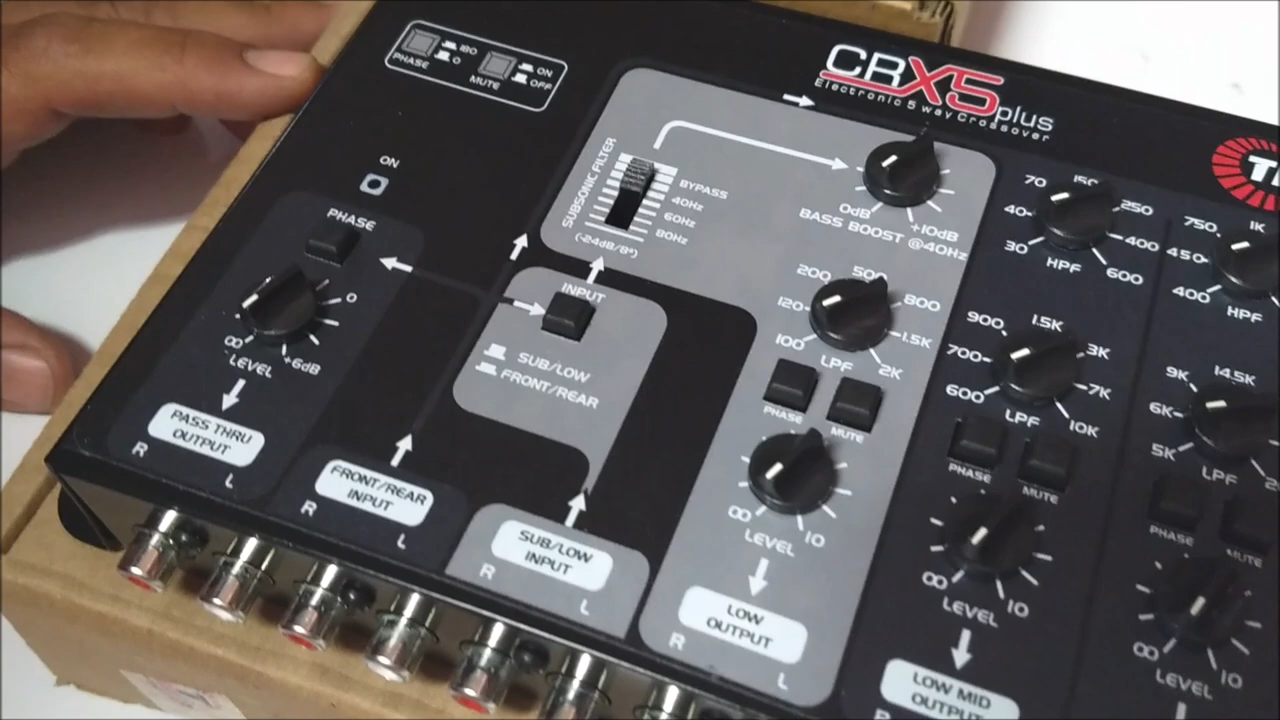 PHASE
180
0
MUTE
ON
OFF
CRX5plus
Electronic 5 way Crossover
ON
PHASE
0
∞
+6dB
LEVEL
PASS THRU
OUTPUT
R
L
FRONT/REAR
INPUT
R
L
SUBSONIC FILTER
BYPASS
40Hz
60Hz
80Hz
0dB
+10dB
BASS BOOST @40Hz
INPUT
SUB/LOW
FRONT/REAR
SUB/LOW
INPUT
R
L
100
120
200
500
800
1.5K
2K
LPF
PHASE
MUTE
∞
10
LEVEL
LOW
OUTPUT
R
L
30
40
70
150
250
400
600
HPF
600
700
900
1.5K
3K
7K
10K
LPF
PHASE
MUTE
∞
10
LEVEL
LOW MID
OUTPUT
400
450
750
1K
HPF
5K
6K
9K
14.5K
LPF
PHASE
MUTE
∞
LEVEL